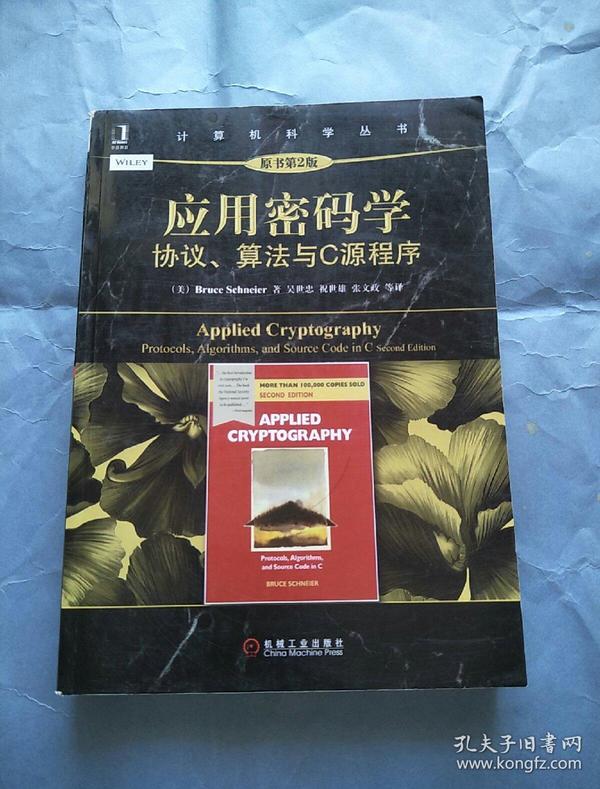 计算机科学丛书
WILEY
原书第2版
应用密码学
协议、算法与C源程序
（美）Bruce Schneier 著 吴世忠 祝世雄 张文政 等译
Applied Cryptography
Protocols, Algorithms, and Source Code in C Second Edition
MORE THAN 100,000 COPIES SOLD
SECOND EDITION
APPLIED
CRYPTOGRAPHY
Protocols, Algorithms,
and Source Code in C
BRUCE SCHNEIER
机械工业出版社
China Machine Press
孔夫子旧书网
www.kongfz.com